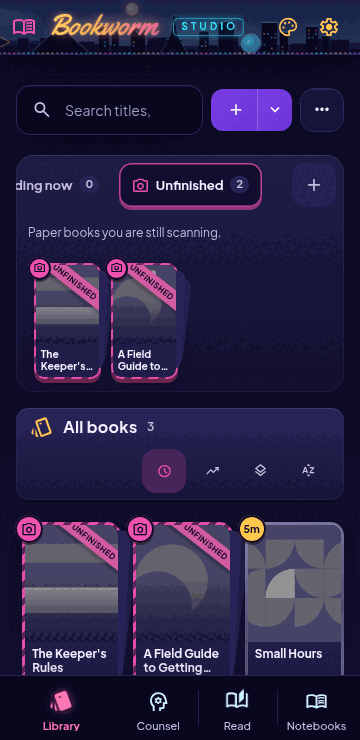 Bookworm STUDIO
Search titles,
ding now 0
Unfinished 2
Paper books you are still scanning.
UNFINISHED
UNFINISHED
The
Keeper's...
A Field
Guide to...
All books 3
AZ
UNFINISHED
UNFINISHED
5m
The Keeper's
Rules
A Field Guide
to Getting...
Small Hours
Library
Counsel
Read
Notebooks